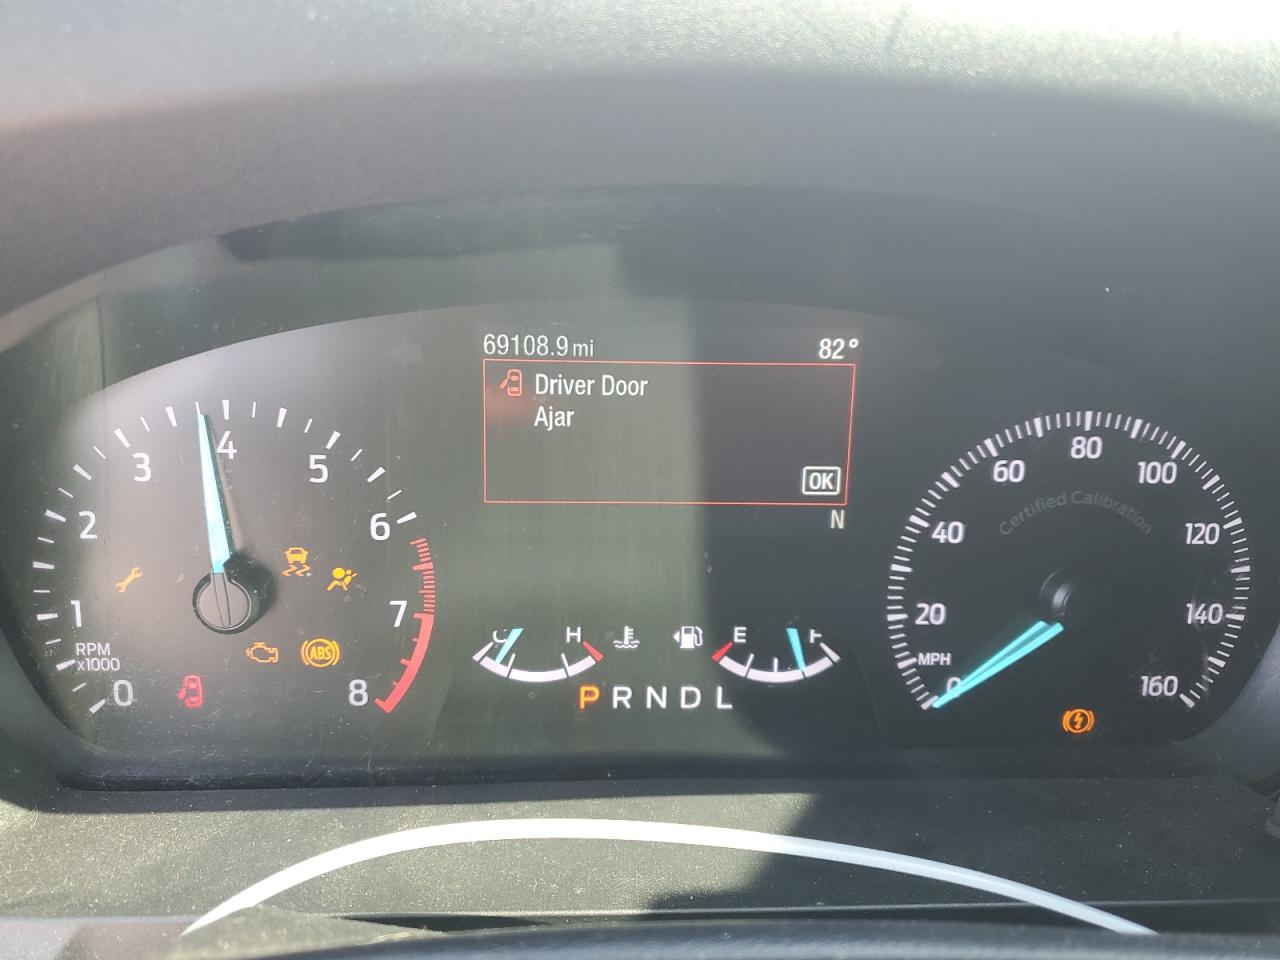 69108.9 mi
82°
Driver Door
Ajar
OK
N
0
1
2
3
4
5
6
7
8
RPM
x1000
ABS
C
H
E
F
P R N D L
0
20
40
60
80
100
120
140
160
MPH
Certified Calibration